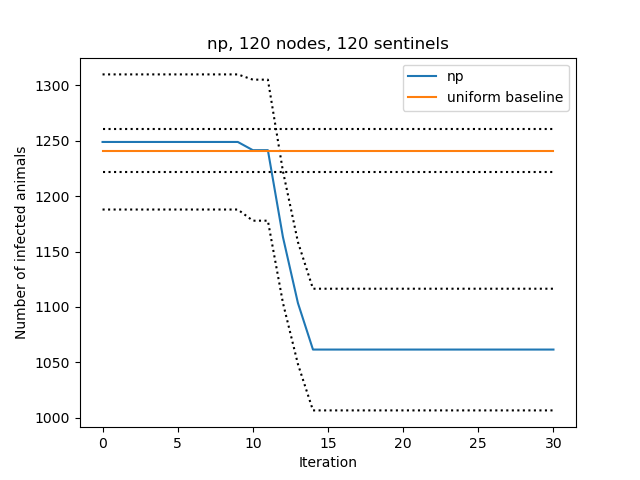 np, 120 nodes, 120 sentinels
np
uniform baseline
Number of infected animals
1300
1250
1200
1150
1100
1050
1000
0 5 10 15 20 25 30
Iteration